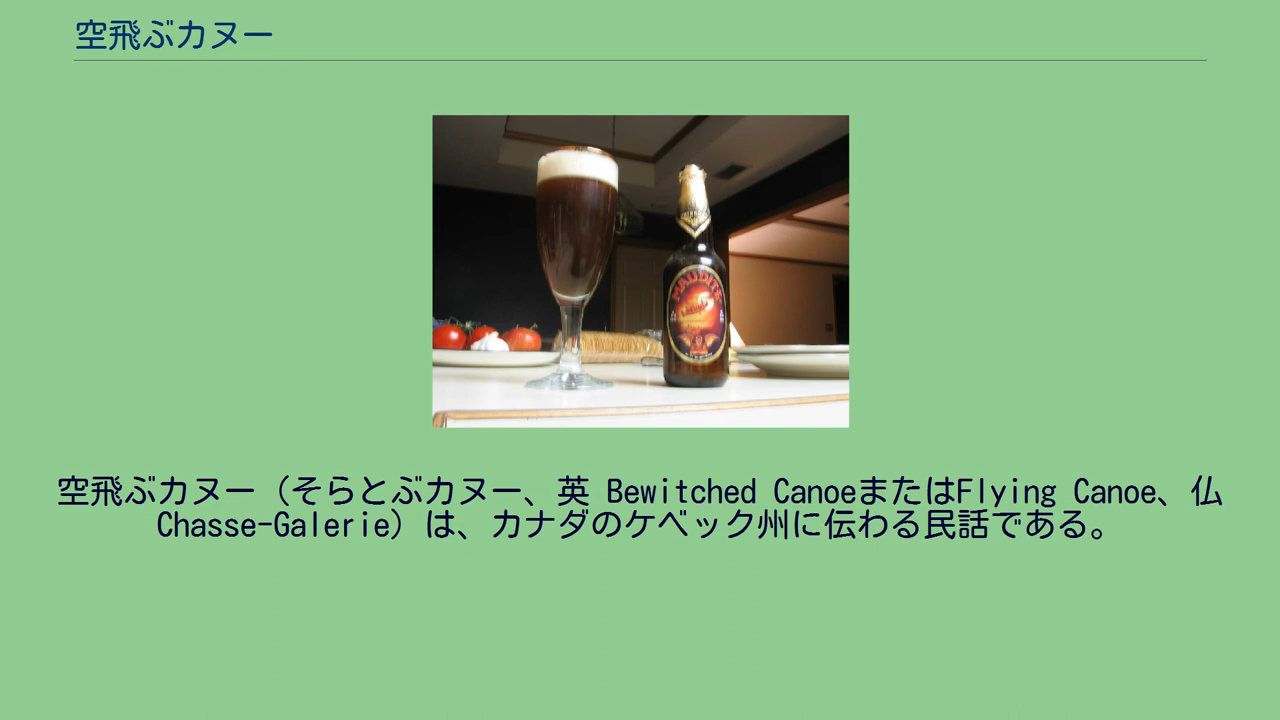 空飛ぶカヌー
MAUDITE
空飛ぶカヌー（そらとぶカヌー、英 Bewitched CanoeまたはFlying Canoe、仏
Chasse-Galerie）は、カナダのケベック州に伝わる民話である。